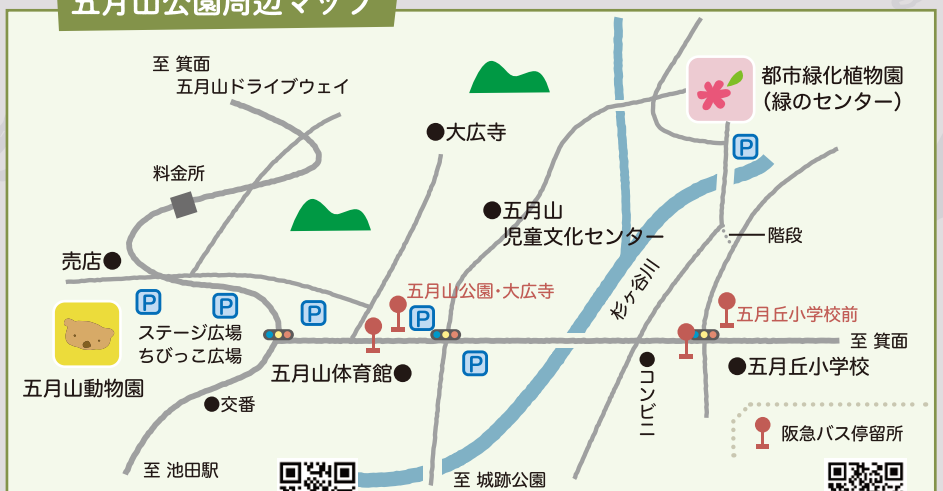 五月山公園周辺マップ
至 箕面
五月山ドライブウェイ
都市緑化植物園
（緑のセンター）
P
大広寺
料金所
五月山
児童文化センター
階段
売店
杉ヶ谷川
五月山公園・大広寺
P
P
P
P
五月丘小学校前
ステージ広場
ちびっこ広場
至 箕面
P
五月山体育館
五月丘小学校
五月山動物園
コンビニ
交番
阪急バス停留所
至 池田駅
至 城跡公園